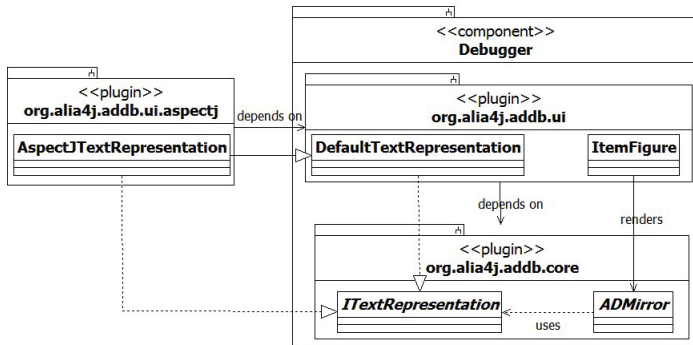 <<component>>
Debugger
<<plugin>>
org.alia4j.addb.ui.aspectj
AspectJTextRepresentation
depends on
<<plugin>>
org.alia4j.addb.ui
DefaultTextRepresentation
ItemFigure
depends on
renders
<<plugin>>
org.alia4j.addb.core
ITextRepresentation
ADMirror
uses